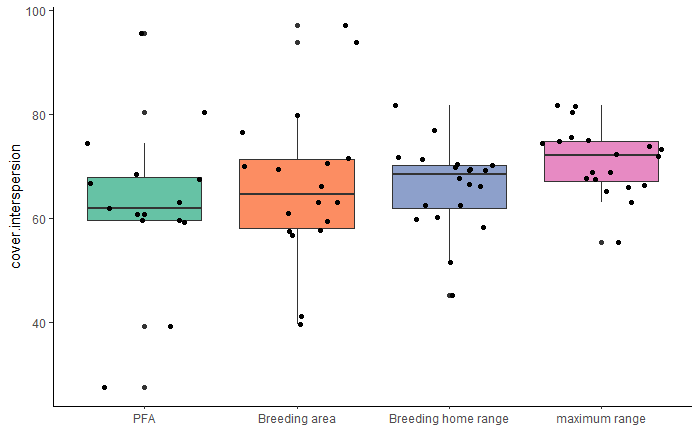 100
80
60
40
cover.interspersion
PFA
Breeding area
Breeding home range
maximum range